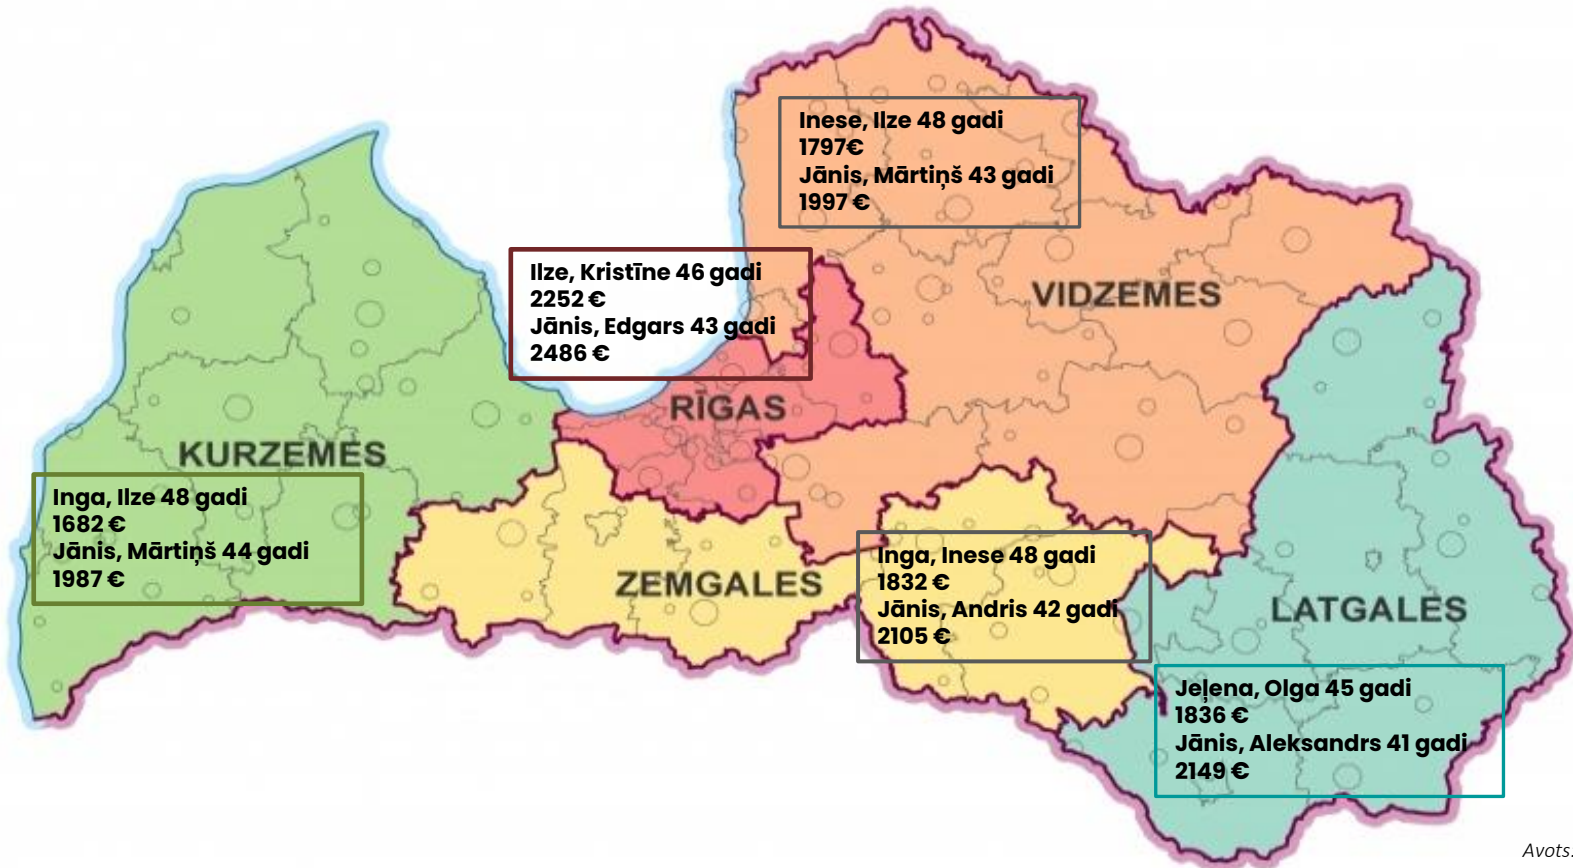 Inese, Ilze 48 gadi
1797€
Jānis, Mārtiņš 43 gadi
1997 €
Ilze, Kristīne 46 gadi
2252 €
Jānis, Edgars 43 gadi
2486 €
VIDZEMES
RĪGAS
KURZEMES
Inga, Ilze 48 gadi
1682 €
Jānis, Mārtiņš 44 gadi
1987 €
ZEMGALES
Inga, Inese 48 gadi
1832 €
Jānis, Andris 42 gadi
2105 €
LATGALES
Jeļena, Olga 45 gadi
1836 €
Jānis, Aleksandrs 41 gadi
2149 €
Avots.